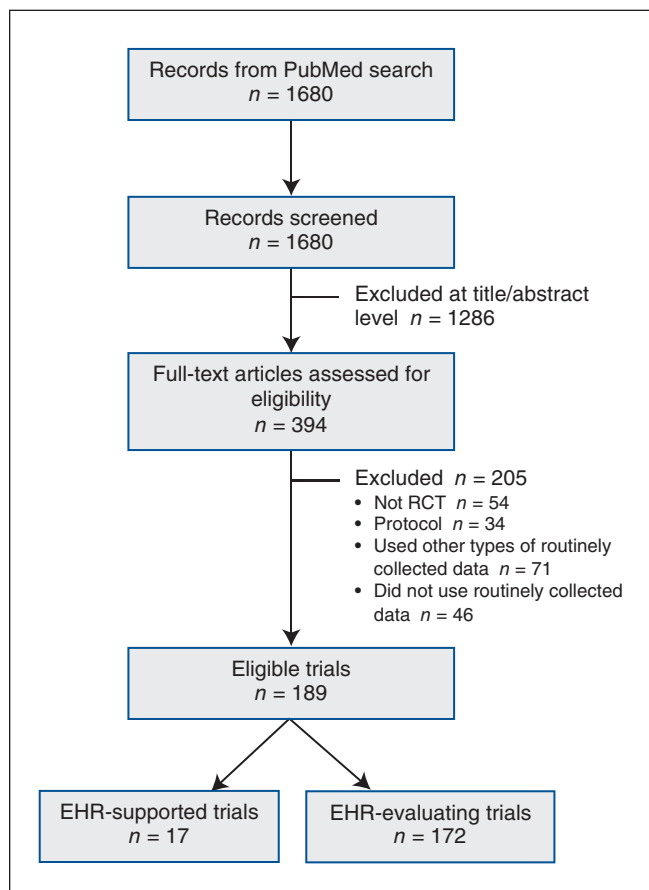 Records from PubMed search
n = 1680
Records screened
n = 1680
Excluded at title/abstract
level n = 1286
Full-text articles assessed for
eligibility
n = 394
Excluded n = 205
• Not RCT n = 54
• Protocol n = 34
• Used other types of routinely
collected data n = 71
• Did not use routinely collected
data n = 46
Eligible trials
n = 189
EHR-supported trials
n = 17
EHR-evaluating trials
n = 172